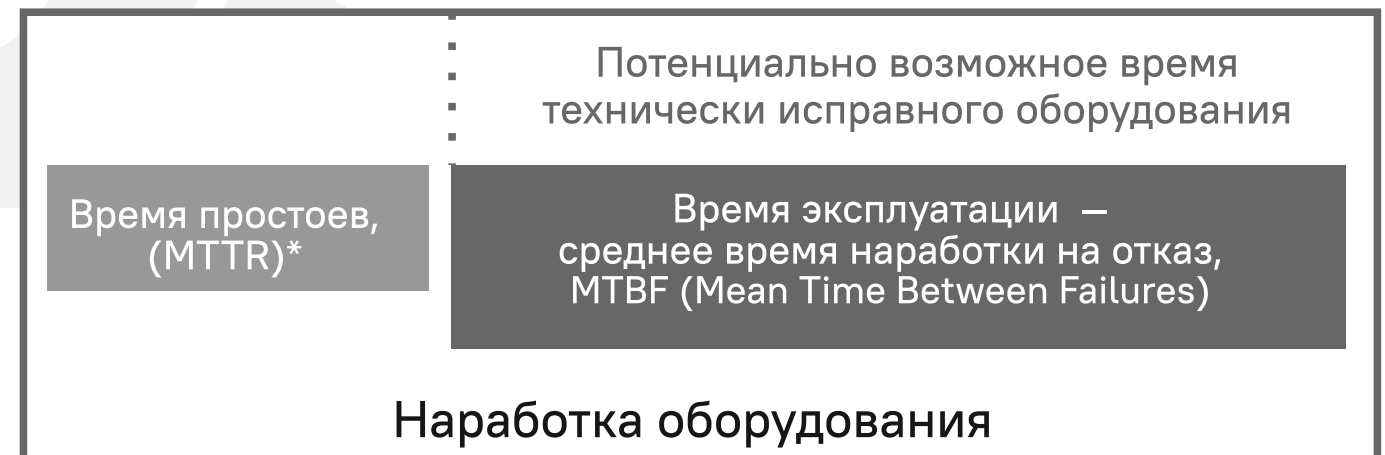 Потенциально возможное время
технически исправного оборудования
Время простоев,
(MTTR)*
Время эксплуатации —
среднее время наработки на отказ,
MTBF (Mean Time Between Failures)
Наработка оборудования